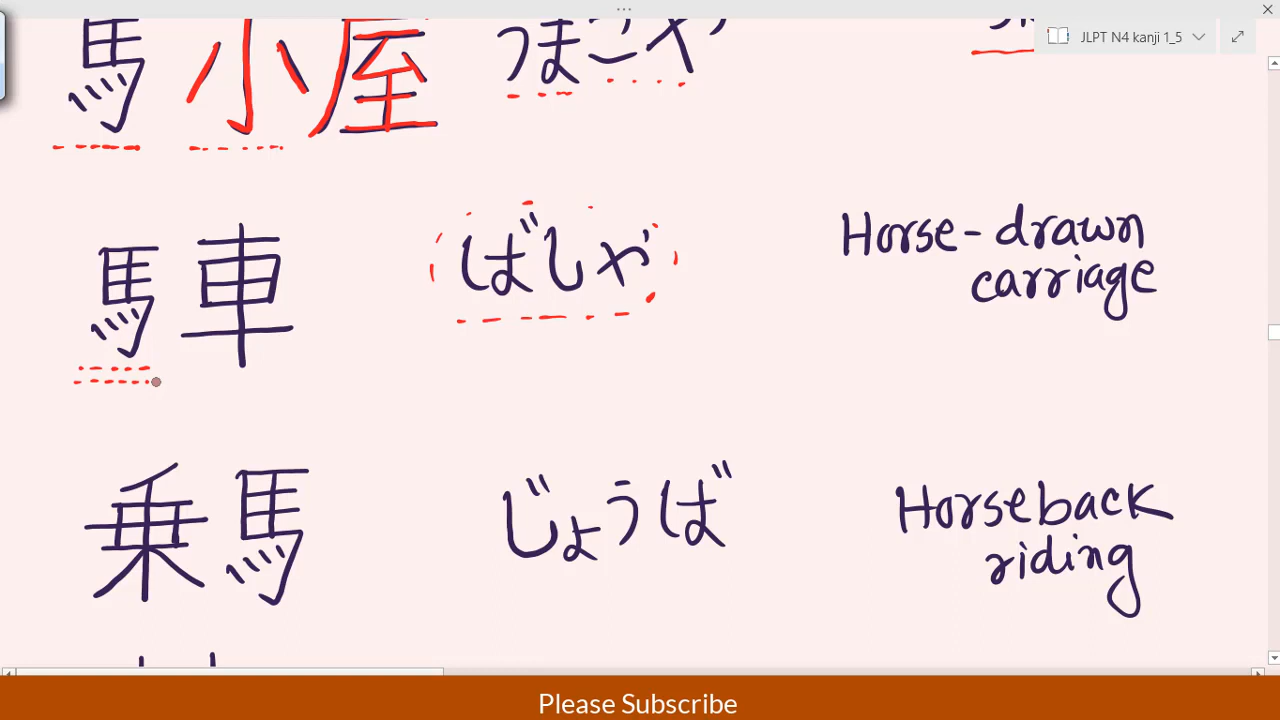 JLPT N4 kanji 1_5
馬小屋 うまごや
馬車 ばしゃ Horse-drawn
carriage
乗馬 じょうば Horseback
riding
Please Subscribe